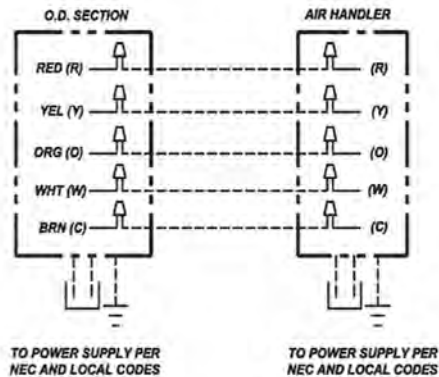 O.D. SECTION
AIR HANDLER
RED (R)
(R)
YEL (Y)
(Y)
ORG (O)
(O)
WHT (W)
(W)
BRN (C)
(C)
TO POWER SUPPLY PER
NEC AND LOCAL CODES
TO POWER SUPPLY PER
NEC AND LOCAL CODES